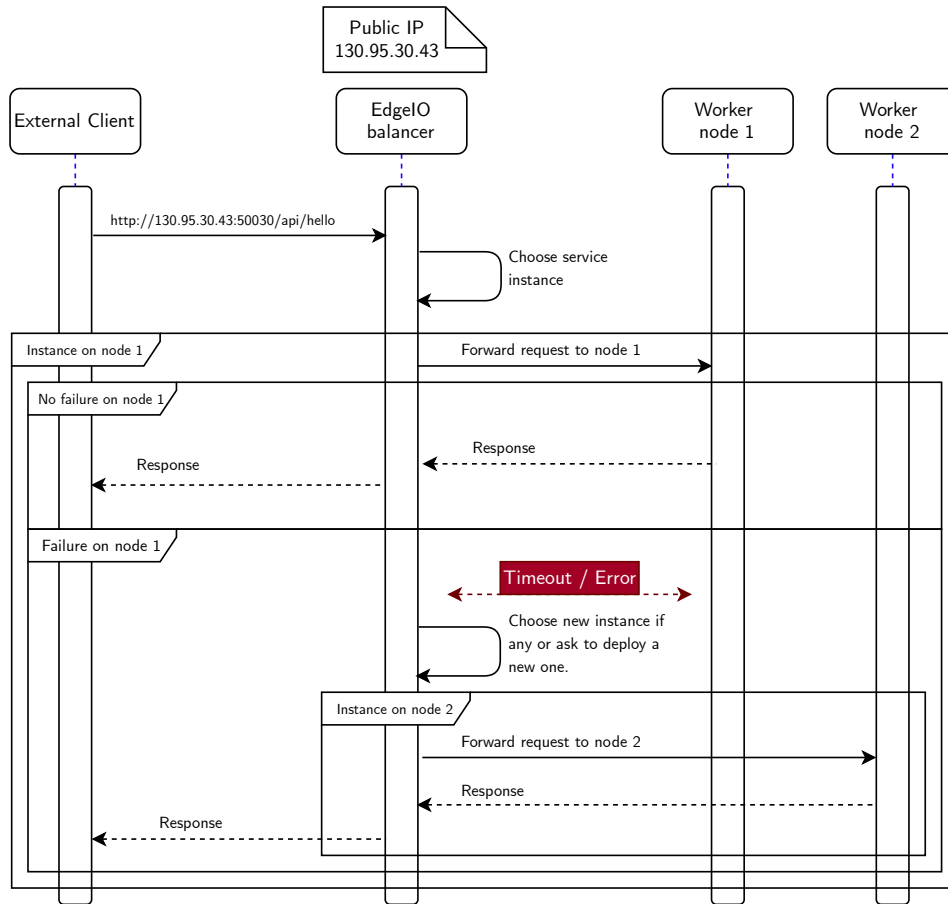 Public IP
130.95.30.43
External Client
EdgeIO
balancer
Worker
node 1
Worker
node 2
http://130.95.30.43:50030/api/hello
Choose service
instance
Instance on node 1
Forward request to node 1
No failure on node 1
Response
Response
Failure on node 1
Timeout / Error
Choose new instance if
any or ask to deploy a
new one.
Instance on node 2
Forward request to node 2
Response
Response